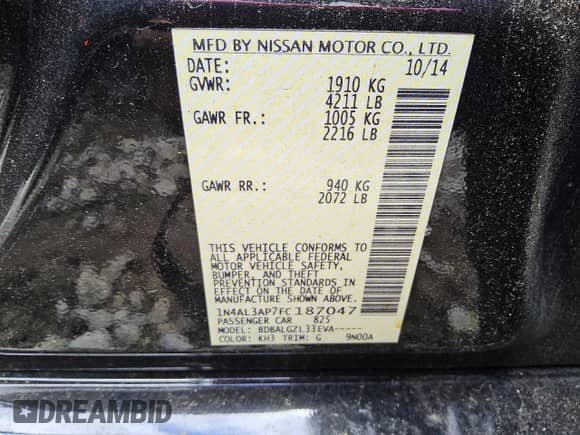 MFD BY NISSAN MOTOR CO., LTD.
DATE: 10/14
GVWR: 1910 KG
4211 LB
GAWR FR.: 1005 KG
2216 LB
GAWR RR.: 940 KG
2072 LB
THIS VEHICLE CONFORMS TO
ALL APPLICABLE FEDERAL
MOTOR VEHICLE SAFETY,
BUMPER, AND THEFT
PREVENTION STANDARDS IN
EFFECT ON THE DATE OF
MANUFACTURE SHOWN ABOVE.
1N4AL3AP7FC187047
PASSENGER CAR 825
MODEL: BDBALGZL33EVA-----
COLOR: KH3 TRIM: G 9N00A
DREAMBID